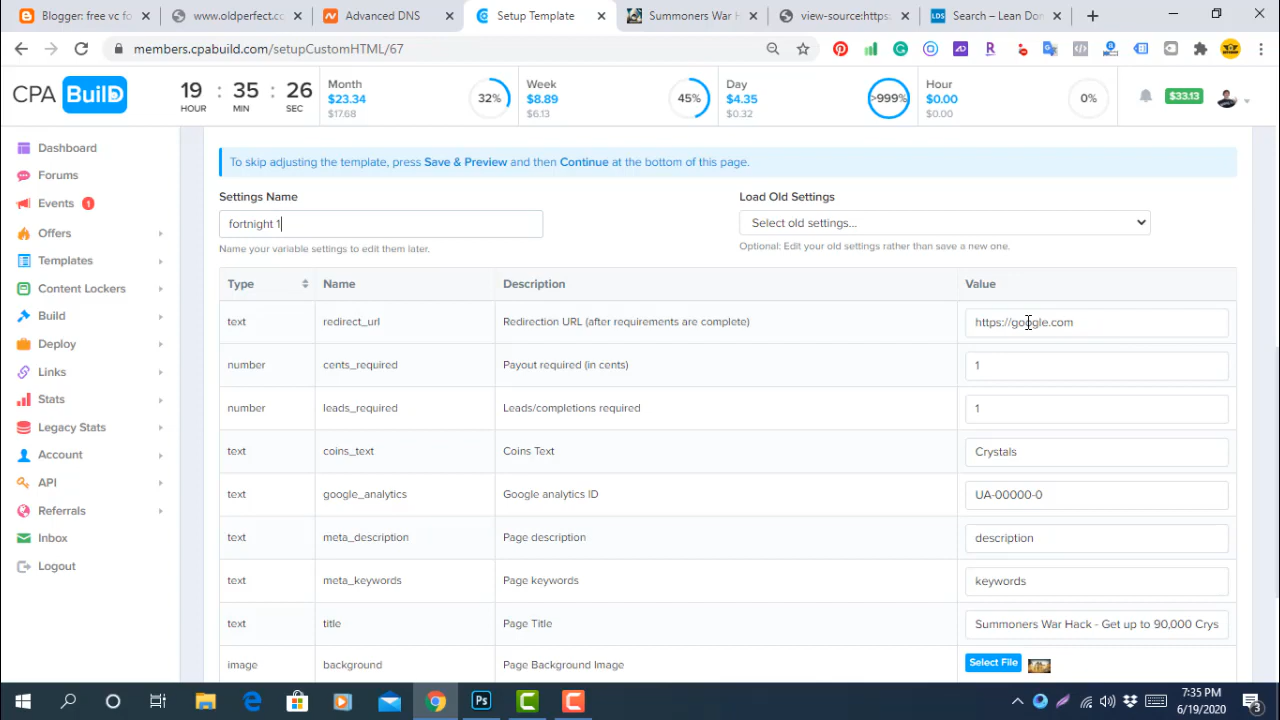 Blogger: free vc fo
www.oldperfect.c
Advanced DNS
Setup Template
Summoners War H
view-source:https
Search – Lean Do
members.cpabuild.com/setupCustomHTML/67
CPA BuilD
19 : 35 : 26
HOUR MIN SEC
Month
$23.34
$17.68
32%
Week
$8.89
$6.13
45%
Day
$4.35
$0.32
>999%
Hour
$0.00
$0.00
0%
$33.13
Dashboard
Forums
Events 1
Offers
Templates
Content Lockers
Build
Deploy
Links
Stats
Legacy Stats
Account
API
Referrals
Inbox
Logout
To skip adjusting the template, press Save & Preview and then Continue at the bottom of this page.
Settings Name
fortnight 1
Name your variable settings to edit them later.
Load Old Settings
Select old settings...
Optional: Edit your old settings rather than save a new one.
Type Name Description Value
text redirect_url Redirection URL (after requirements are complete) https://google.com
number cents_required Payout required (in cents) 1
number leads_required Leads/completions required 1
text coins_text Coins Text Crystals
text google_analytics Google analytics ID UA-00000-0
text meta_description Page description description
text meta_keywords Page keywords keywords
text title Page Title Summoners War Hack - Get up to 90,000 Crys
image background Page Background Image Select File
7:35 PM
6/19/2020
3